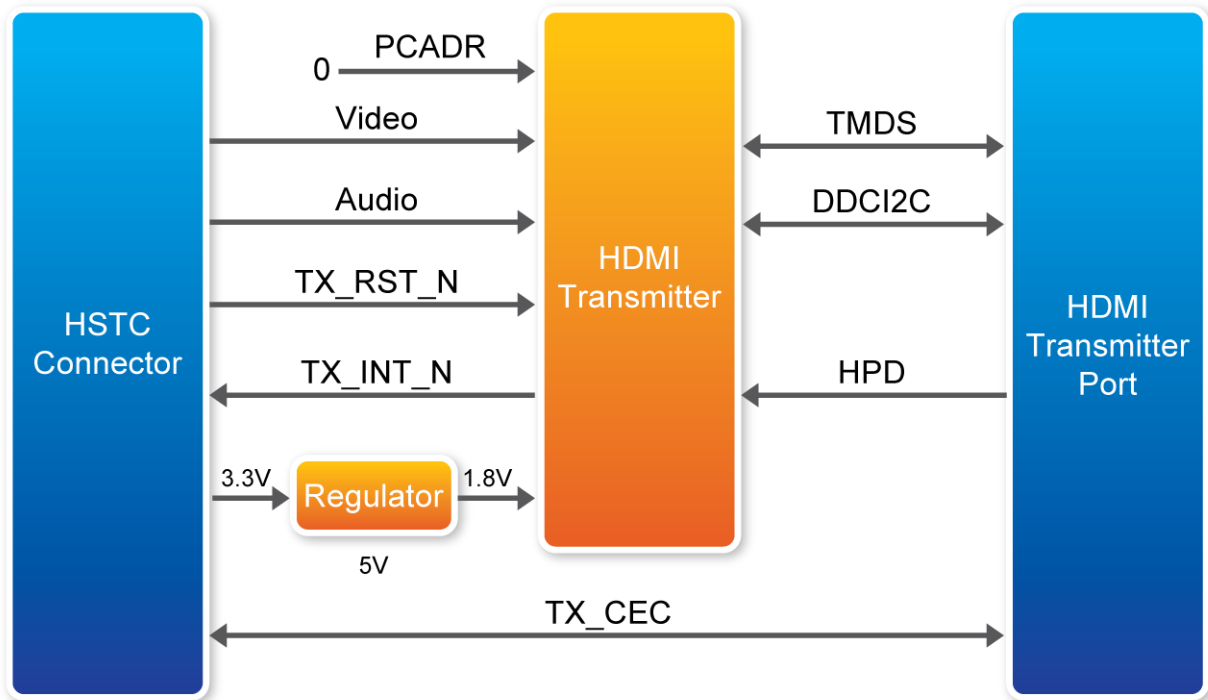 PCADR
0
Video
TMDS
Audio
DDCI2C
HDMI
Transmitter
TX_RST_N
HSTC
Connector
HDMI
Transmitter
Port
TX_INT_N
HPD
3.3V
Regulator
1.8V
5V
TX_CEC